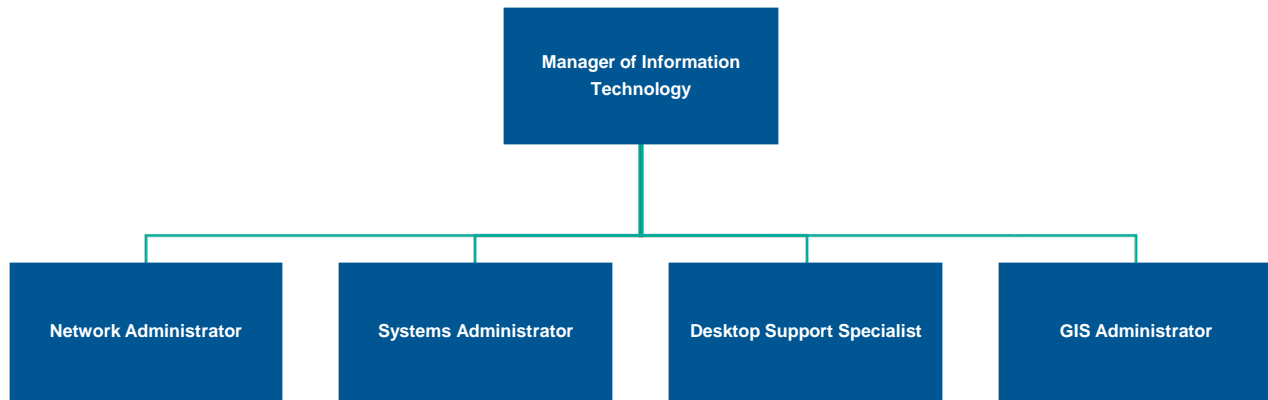 Manager of Information
Technology
Network Administrator
Systems Administrator
Desktop Support Specialist
GIS Administrator